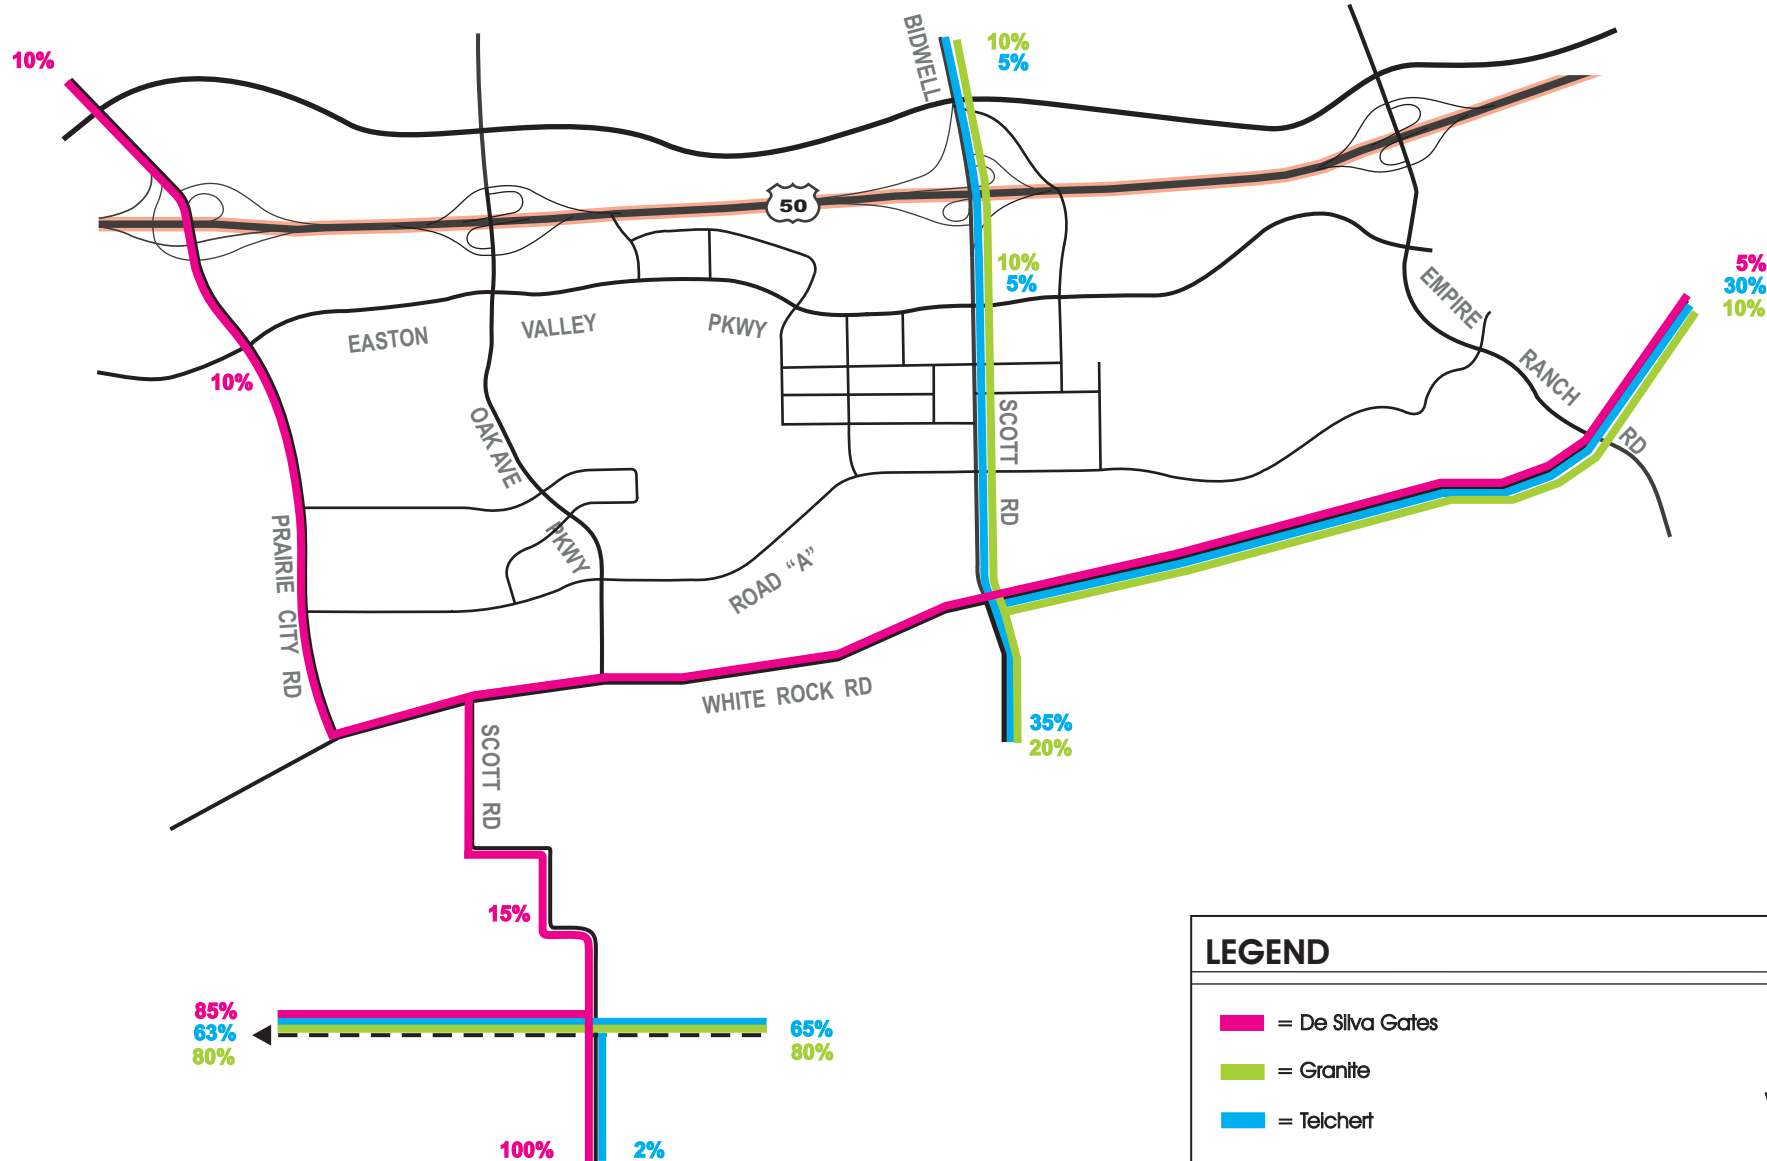 BIDWELL
10%
5%
10%
50
10%
5%
5%
30%
10%
EMPIRE
RANCH
RD
EASTON
VALLEY
PKWY
10%
OAK AVE
PKWY
SCOTT
RD
PRAIRIE CITY RD
ROAD “A”
WHITE ROCK RD
35%
20%
SCOTT RD
15%
85%
63%
80%
65%
80%
100%
2%
LEGEND
= De Silva Gates
= Granite
= Teichert